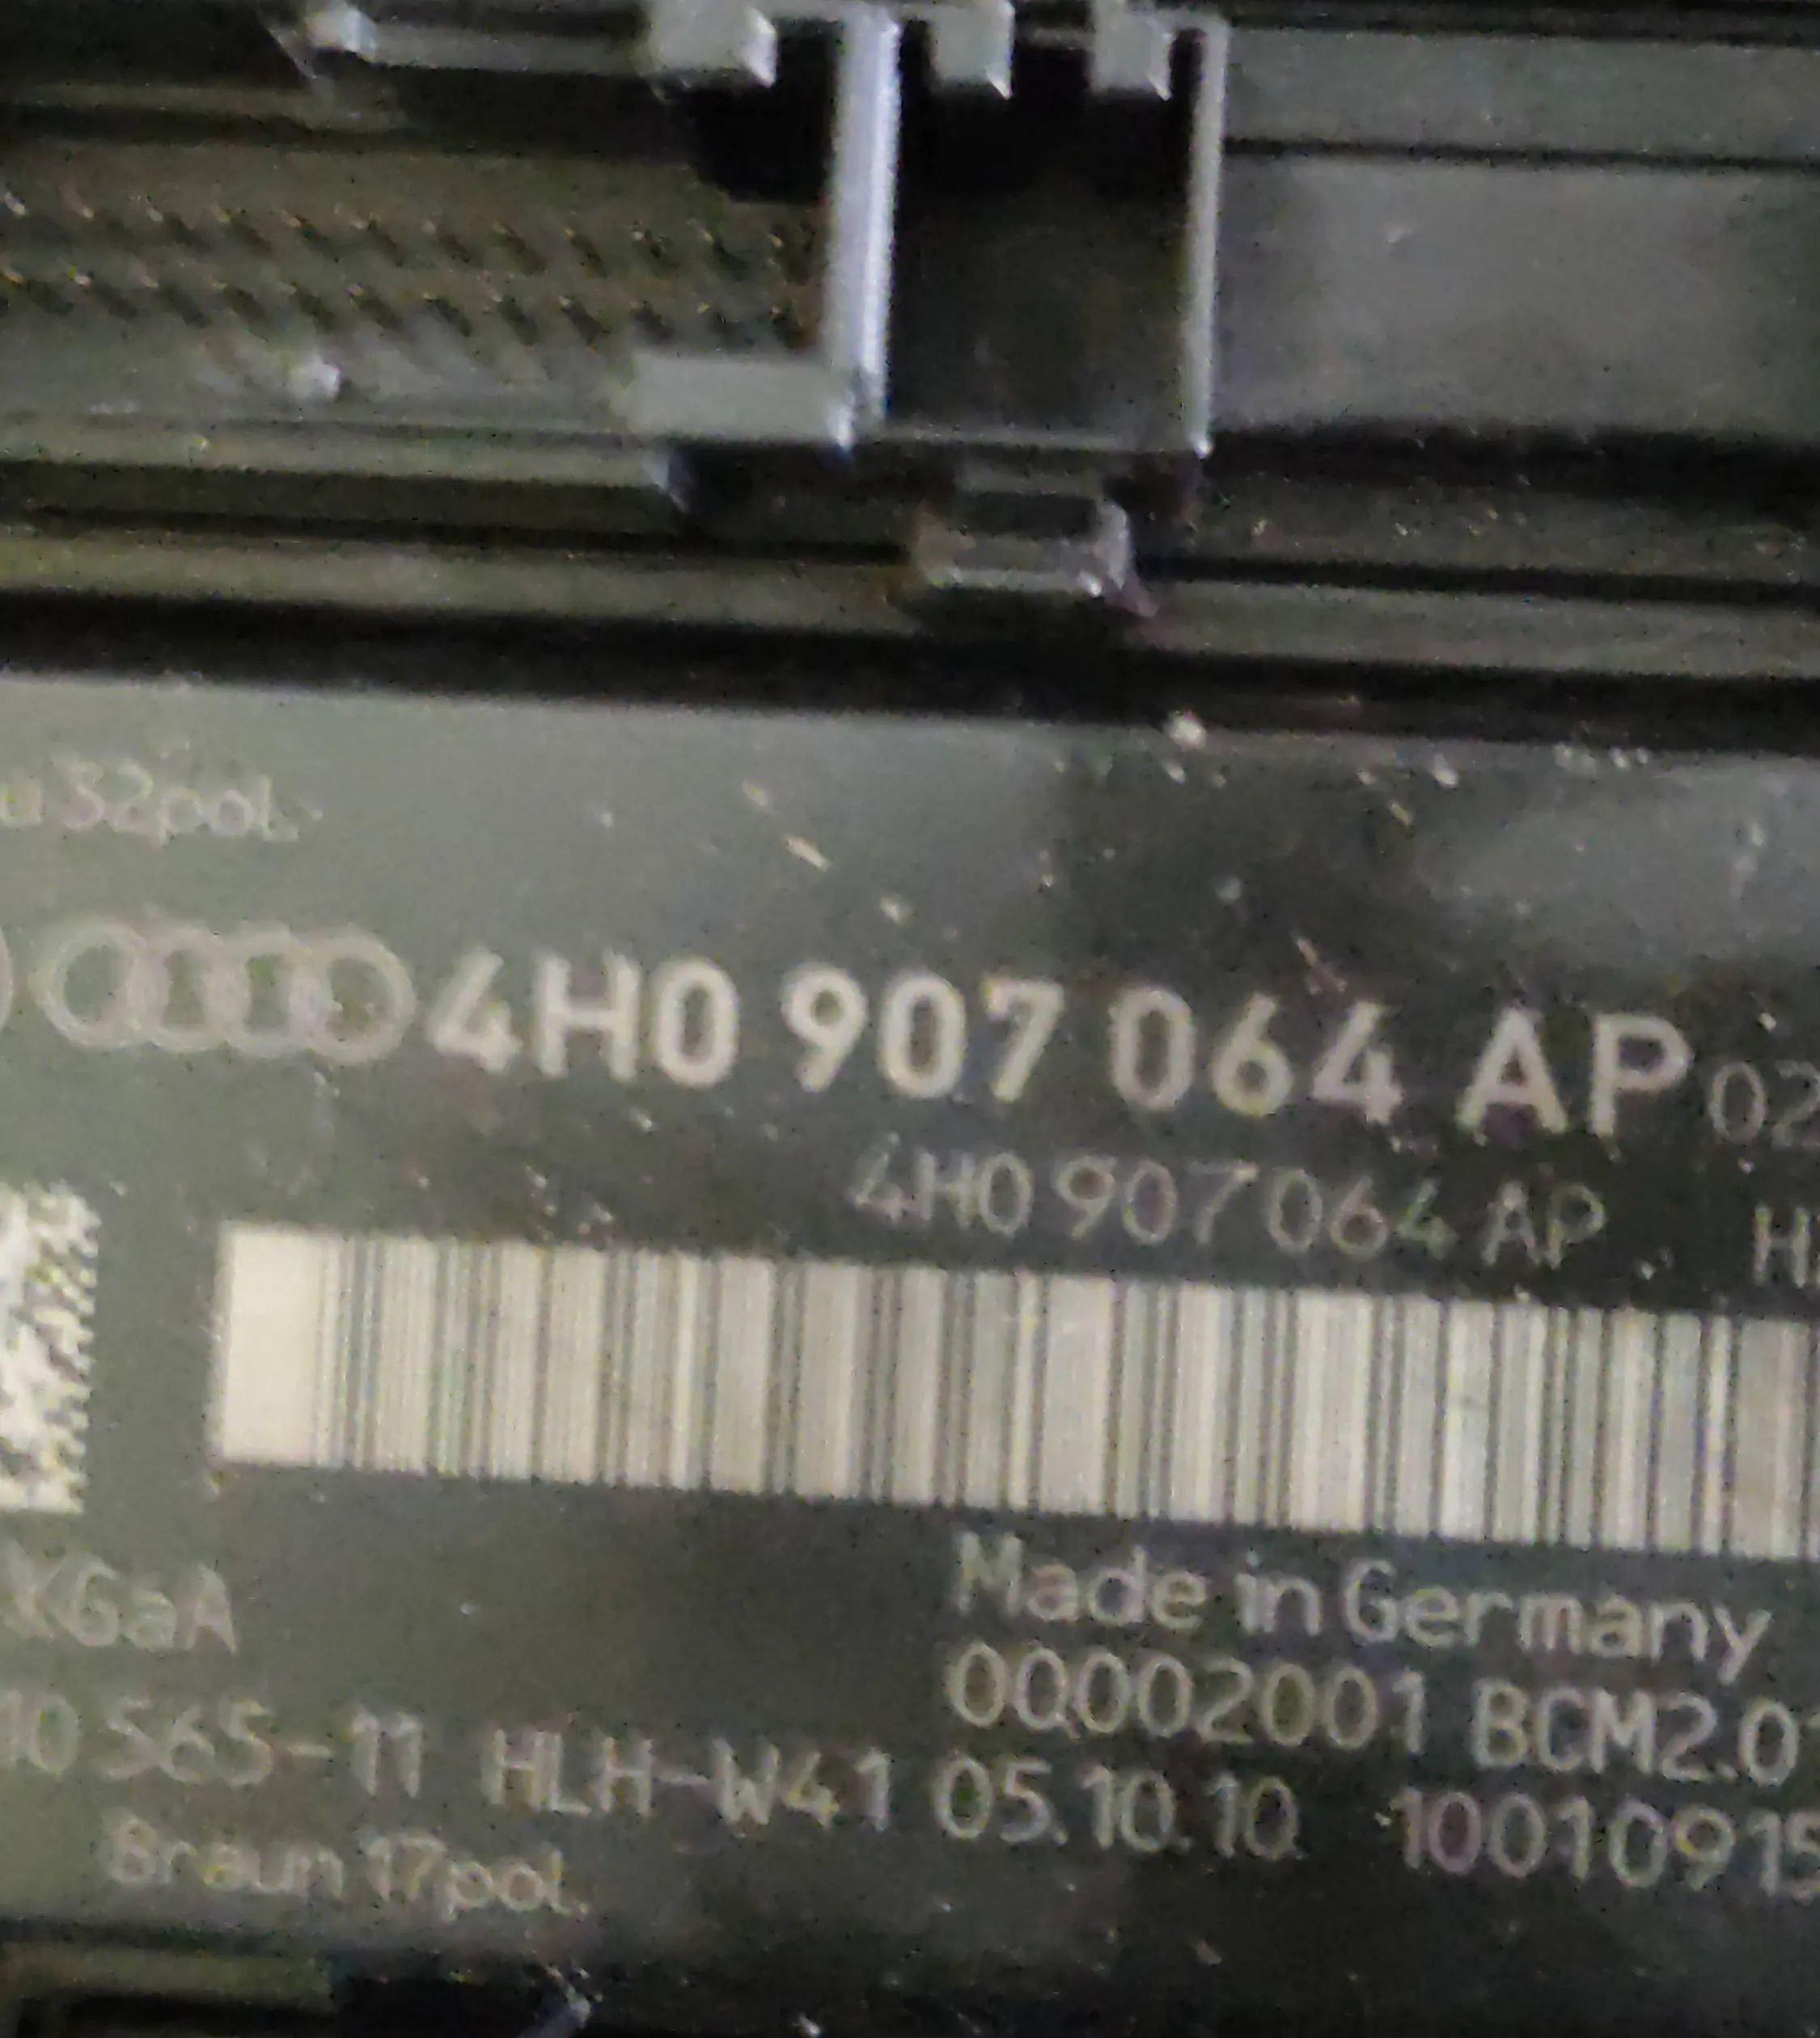 32pol.
4H0 907 064 AP 02
4H0 907 064 AP
Made in Germany
KGaA
00002001 BCM2.0
10 565-11 HLH-W41 05.10.10 10010915
Braun 17pol.